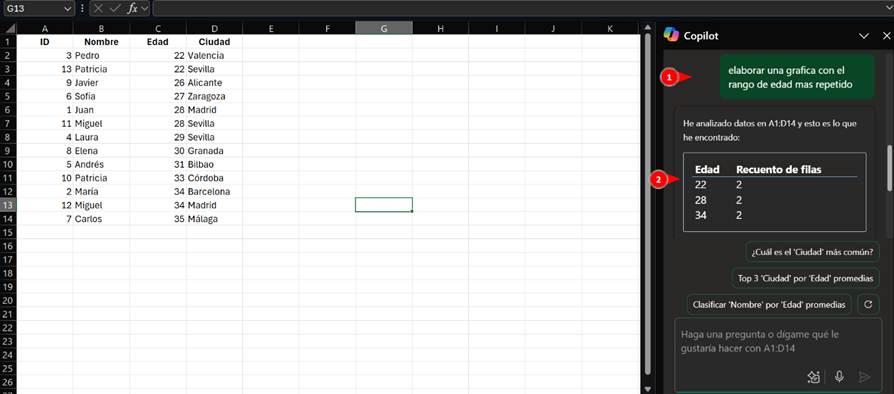 G13 fx
A B C D E F G H I J K
1 ID Nombre Edad Ciudad
2 3 Pedro 22 Valencia
3 13 Patricia 22 Sevilla
4 9 Javier 26 Alicante
5 6 Sofía 27 Zaragoza
6 1 Juan 28 Madrid
7 11 Miguel 28 Sevilla
8 4 Laura 29 Sevilla
9 8 Elena 30 Granada
10 5 Andrés 31 Bilbao
11 10 Patricia 33 Córdoba
12 2 María 34 Barcelona
13 12 Miguel 34 Madrid
14 7 Carlos 35 Málaga
15
16
17
18
19
20
21
22
23
24
25
26
Copilot
1
elaborar una grafica con el
rango de edad mas repetido
He analizado datos en A1:D14 y esto es lo que
he encontrado:
2
Edad Recuento de filas
22 2
28 2
34 2
¿Cuál es el 'Ciudad' más común?
Top 3 'Ciudad' por 'Edad' promedias
Clasificar 'Nombre' por 'Edad' promedias
Haga una pregunta o dígame qué le
gustaría hacer con A1:D14